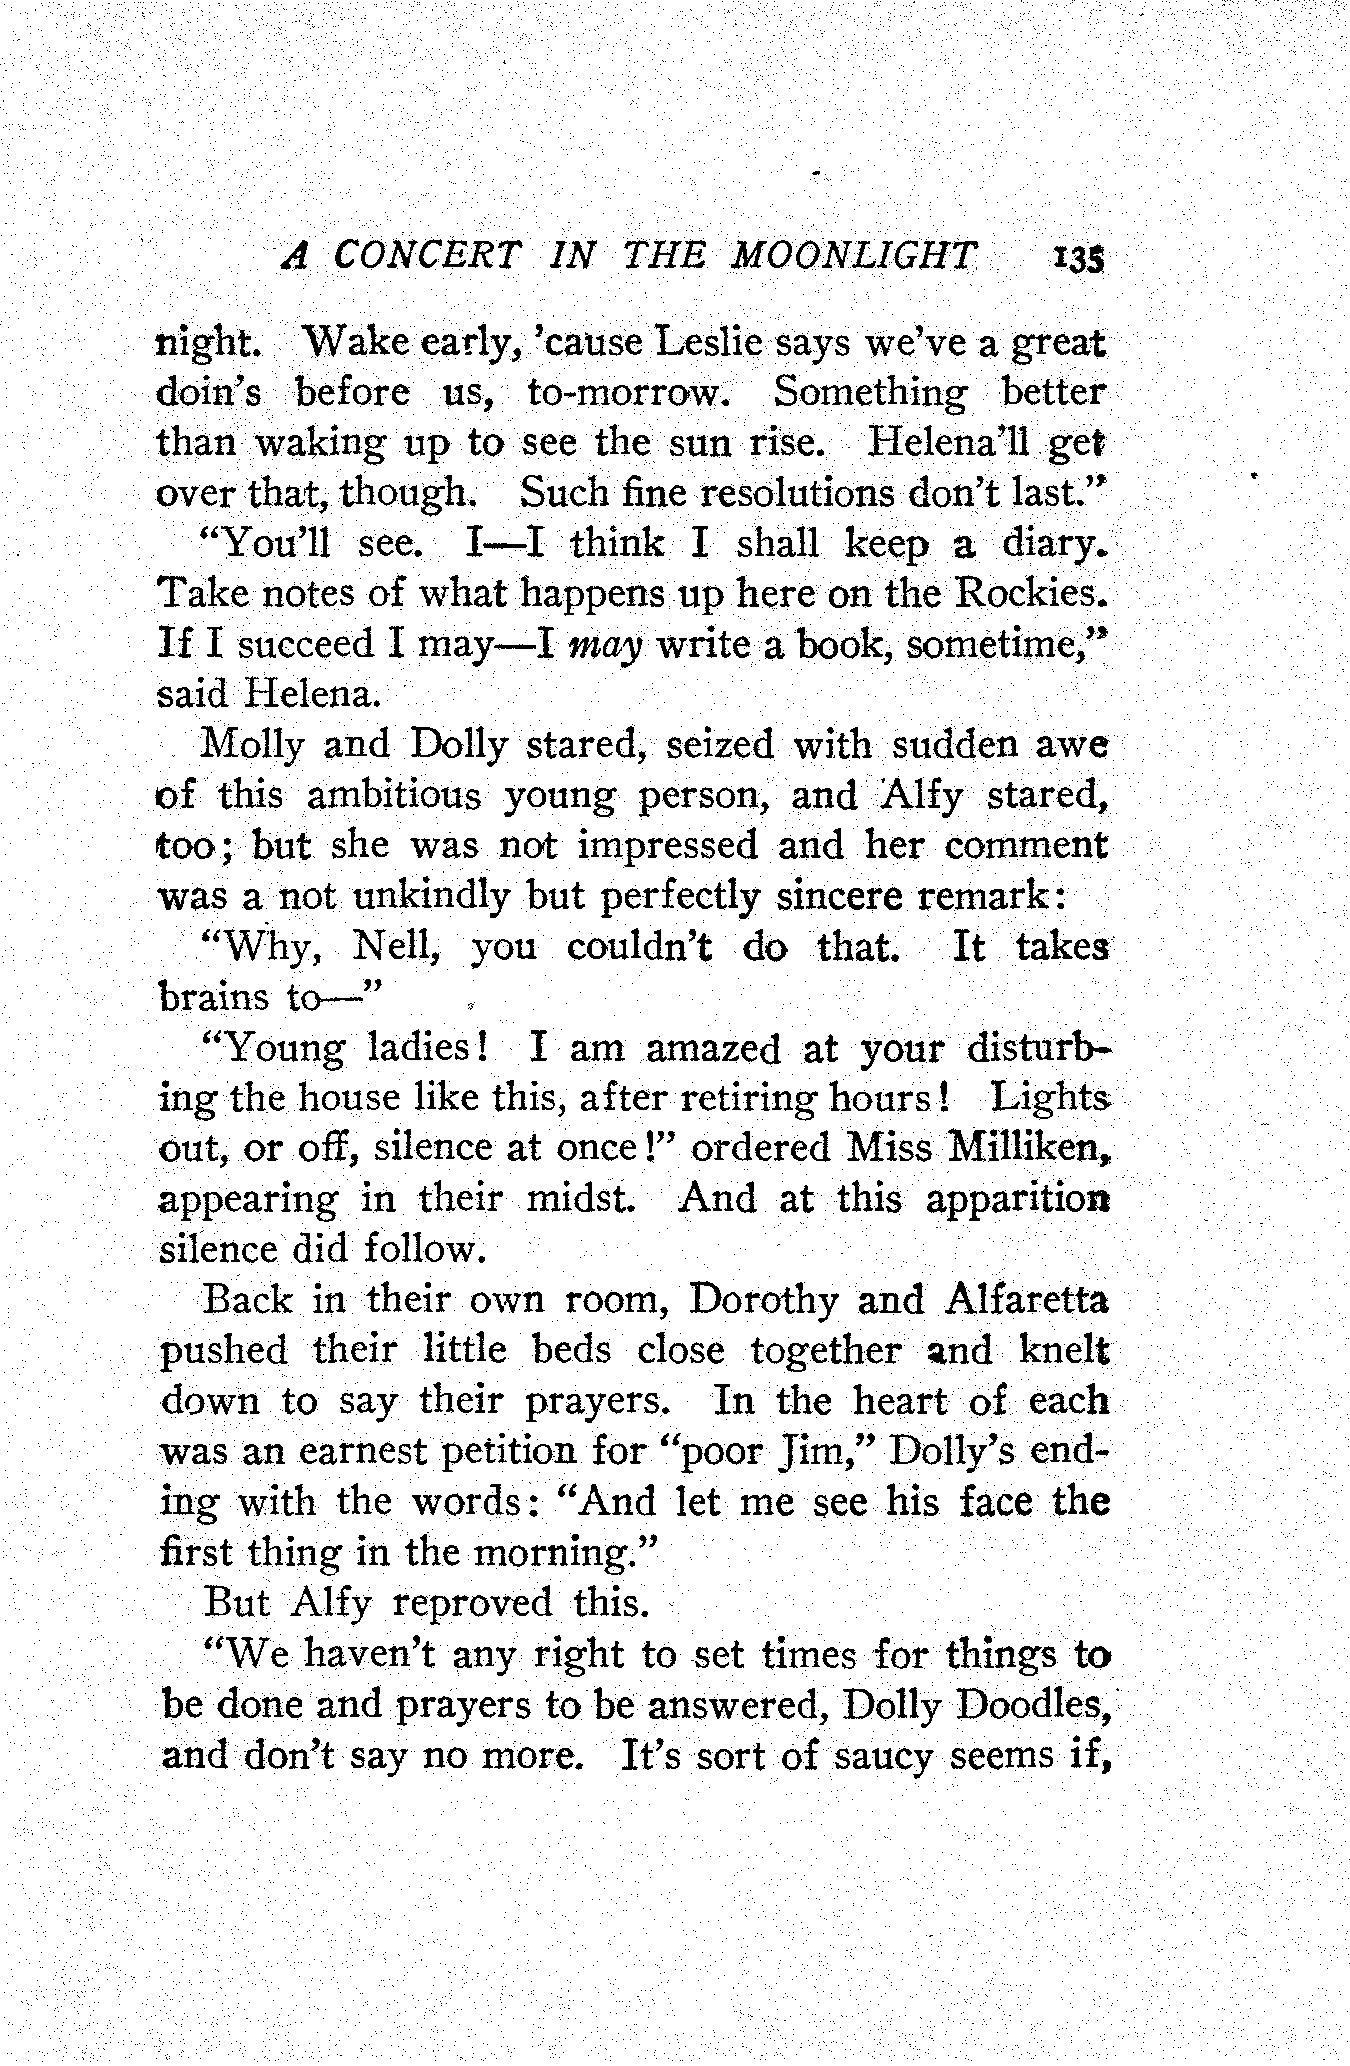 A CONCERT IN THE MOONLIGHT 135
night. Wake early, ’cause Leslie says we’ve a great
doin’s before us, to-morrow. Something better
than waking up to see the sun rise. Helena’ll get
over that, though. Such fine resolutions don’t last.”
“You’ll see. I—I think I shall keep a diary.
Take notes of what happens up here on the Rockies.
If I succeed I may—I may write a book, sometime,”
said Helena.
Molly and Dolly stared, seized with sudden awe
of this ambitious young person, and Alfy stared,
too; but she was not impressed and her comment
was a not unkindly but perfectly sincere remark:
“Why, Nell, you couldn’t do that. It takes
brains to—”
“Young ladies! I am amazed at your disturb-
ing the house like this, after retiring hours! Lights
out, or off, silence at once!” ordered Miss Milliken,
appearing in their midst. And at this apparition
silence did follow.
Back in their own room, Dorothy and Alfaretta
pushed their little beds close together and knelt
down to say their prayers. In the heart of each
was an earnest petition for “poor Jim,” Dolly’s end-
ing with the words: “And let me see his face the
first thing in the morning.”
But Alfy reproved this.
“We haven’t any right to set times for things to
be done and prayers to be answered, Dolly Doodles,
and don’t say no more. It’s sort of saucy seems if,